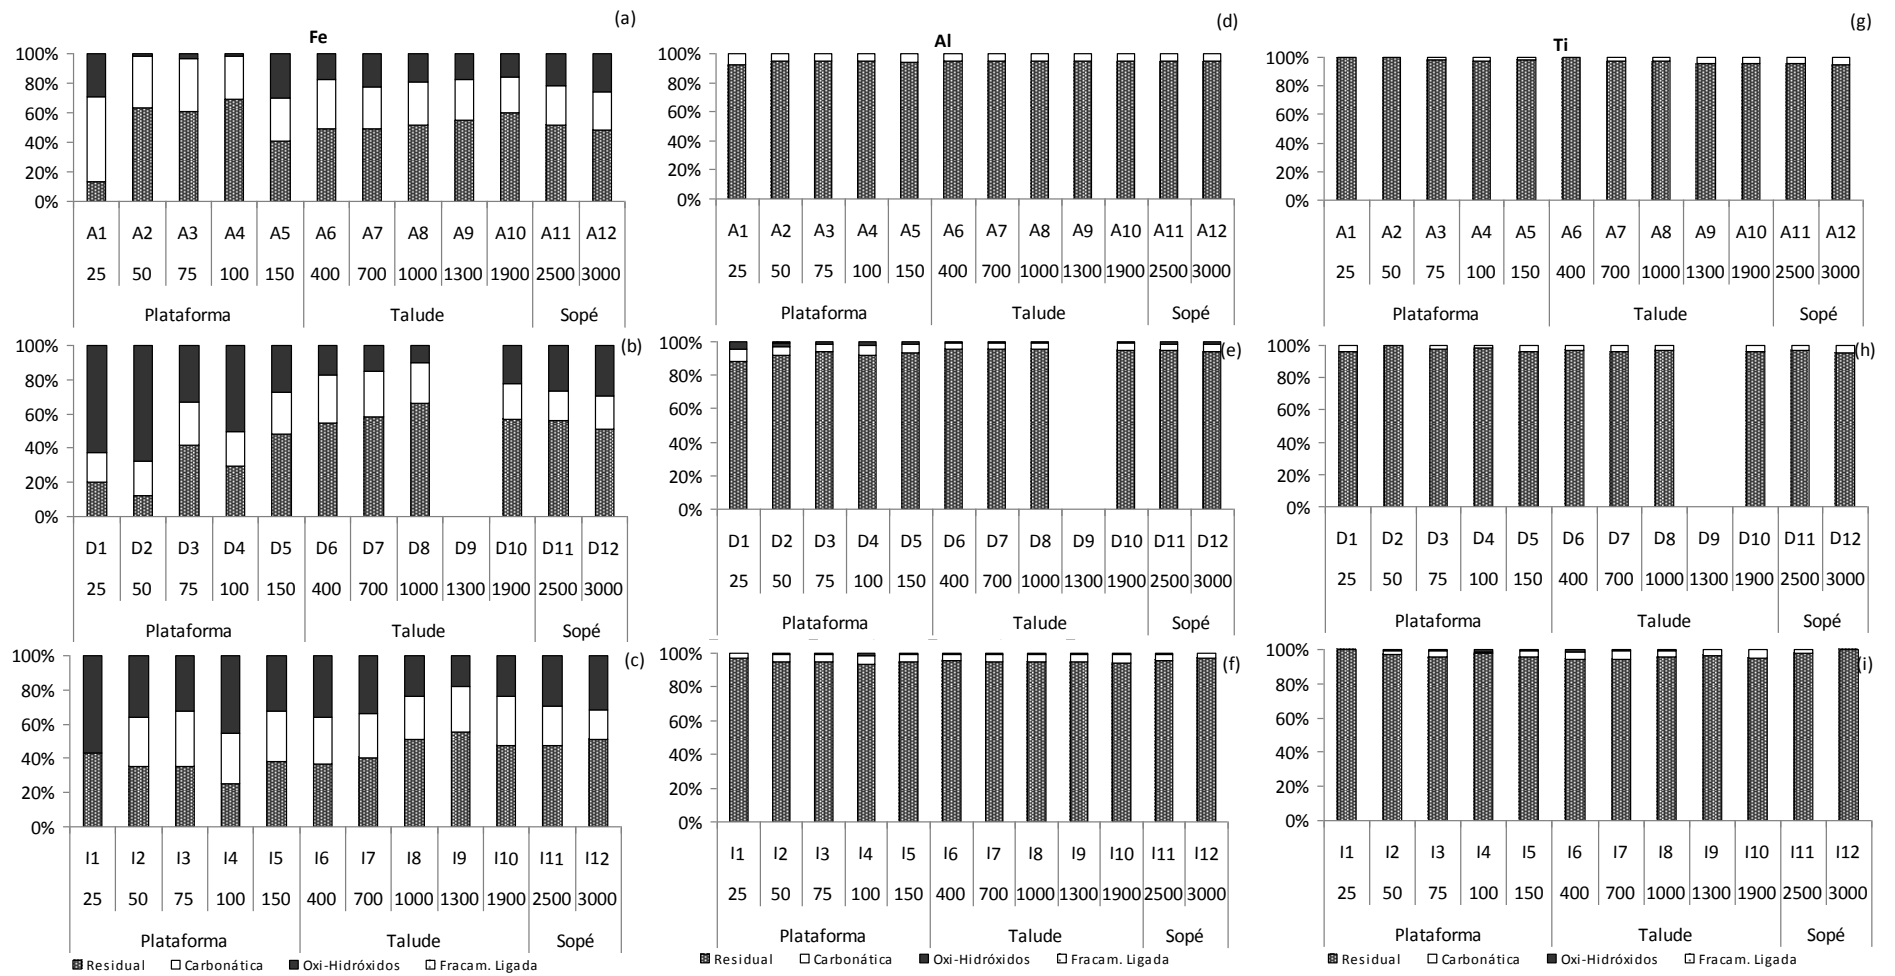 (a)
Fe
100%
80%
60%
40%
20%
0%
A1 A2 A3 A4 A5 A6 A7 A8 A9 A10 A11 A12
25 50 75 100 150 400 700 1000 1300 1900 2500 3000
Plataforma Talude Sopé
(b)
100%
80%
60%
40%
20%
0%
D1 D2 D3 D4 D5 D6 D7 D8 D9 D10 D11 D12
25 50 75 100 150 400 700 1000 1300 1900 2500 3000
Plataforma Talude Sopé
(c)
100%
80%
60%
40%
20%
0%
I1 I2 I3 I4 I5 I6 I7 I8 I9 I10 I11 I12
25 50 75 100 150 400 700 1000 1300 1900 2500 3000
Plataforma Talude Sopé
Residual Carbonática Oxi-Hidróxidos Fracam. Ligada
(d)
Al
100%
80%
60%
40%
20%
0%
A1 A2 A3 A4 A5 A6 A7 A8 A9 A10 A11 A12
25 50 75 100 150 400 700 1000 1300 1900 2500 3000
Plataforma Talude Sopé
(e)
100%
80%
60%
40%
20%
0%
D1 D2 D3 D4 D5 D6 D7 D8 D9 D10 D11 D12
25 50 75 100 150 400 700 1000 1300 1900 2500 3000
Plataforma Talude Sopé
(f)
100%
80%
60%
40%
20%
0%
I1 I2 I3 I4 I5 I6 I7 I8 I9 I10 I11 I12
25 50 75 100 150 400 700 1000 1300 1900 2500 3000
Plataforma Talude Sopé
Residual Carbonática Oxi-Hidróxidos Fracam. Ligada
(g)
Ti
100%
80%
60%
40%
20%
0%
A1 A2 A3 A4 A5 A6 A7 A8 A9 A10 A11 A12
25 50 75 100 150 400 700 1000 1300 1900 2500 3000
Plataforma Talude Sopé
(h)
100%
80%
60%
40%
20%
0%
D1 D2 D3 D4 D5 D6 D7 D8 D9 D10 D11 D12
25 50 75 100 150 400 700 1000 1300 1900 2500 3000
Plataforma Talude Sopé
(i)
100%
80%
60%
40%
20%
0%
I1 I2 I3 I4 I5 I6 I7 I8 I9 I10 I11 I12
25 50 75 100 150 400 700 1000 1300 1900 2500 3000
Plataforma Talude Sopé
Residual Carbonática Oxi-Hidróxidos Fracam. Ligada